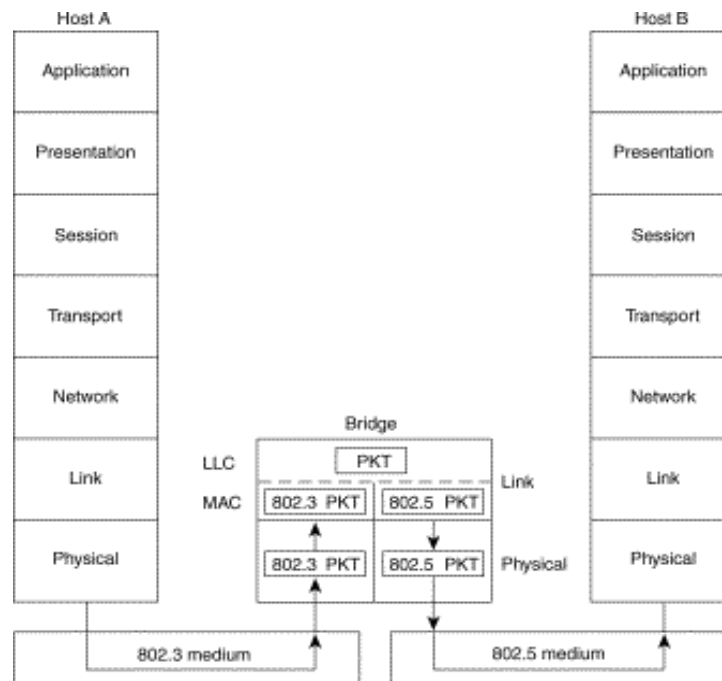 Host A
Host B
Application
Application
Presentation
Presentation
Session
Session
Transport
Transport
Network
Network
Bridge
LLC
PKT
Link
Link
Link
MAC
802.3 PKT
802.5 PKT
Physical
802.3 PKT
802.5 PKT
Physical
Physical
802.3 medium
802.5 medium